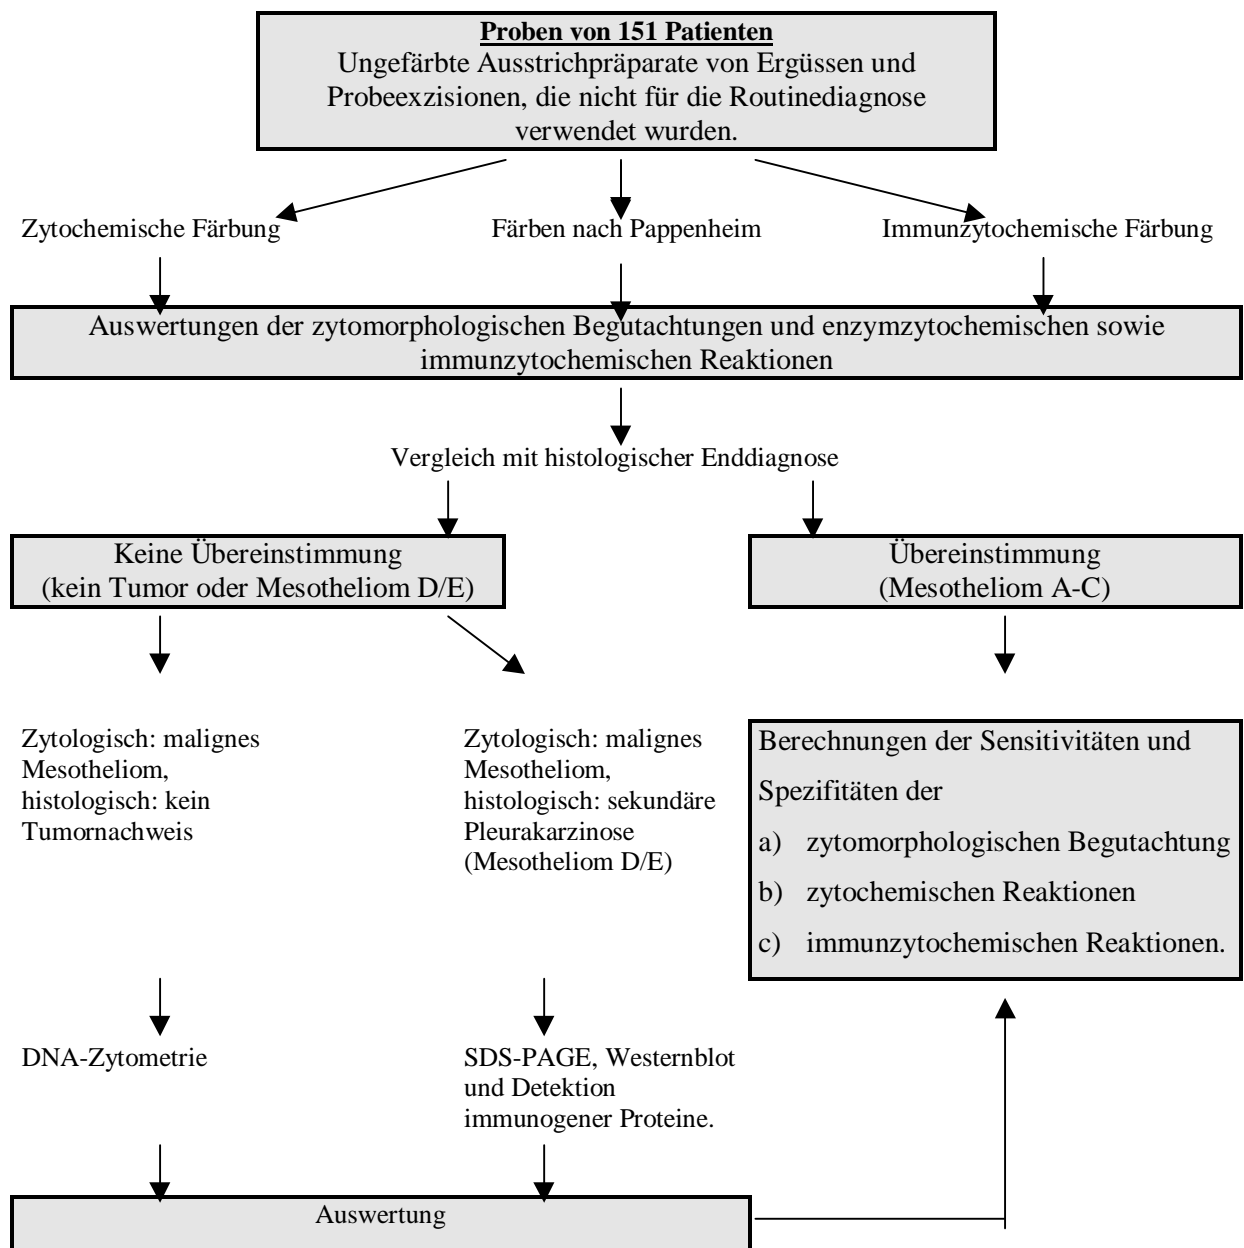 Proben von 151 Patienten
Ungefärbte Ausstrichpräparate von Ergüssen und
Probeexzisionen, die nicht für die Routinediagnose
verwendet wurden.
Zytochemische Färbung
Färben nach Pappenheim
Immunzytochemische Färbung
Auswertungen der zytomorphologischen Begutachtungen und enzymzytochemischen sowie
immunzytochemischen Reaktionen
Vergleich mit histologischer Enddiagnose
Keine Übereinstimmung
(kein Tumor oder Mesotheliom D/E)
Übereinstimmung
(Mesotheliom A-C)
Zytologisch: malignes
Mesotheliom,
histologisch: kein
Tumornachweis
Zytologisch: malignes
Mesotheliom,
histologisch: sekundäre
Pleurakarzinose
(Mesotheliom D/E)
Berechnungen der Sensitivitäten und
Spezifitäten der
a) zytomorphologischen Begutachtung
b) zytochemischen Reaktionen
c) immunzytochemischen Reaktionen.
DNA-Zytometrie
SDS-PAGE, Westernblot
und Detektion
immunogener Proteine.
Auswertung